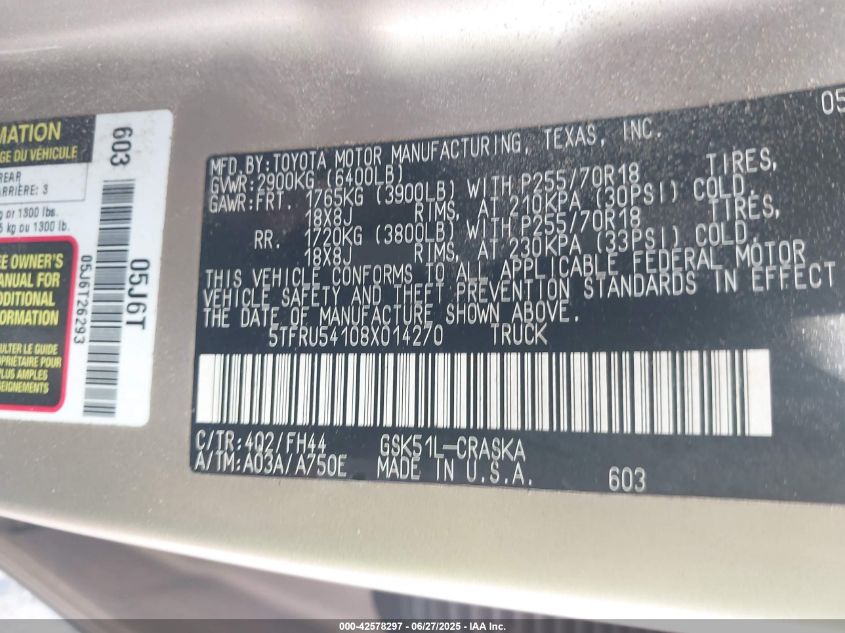 MATION
GE DU VÉHICULE
REAR
ARRIÈRE: 3
g or 1300 lbs.
5 kg ou 1300 lb.
EE OWNER'S
MANUAL FOR
ADDITIONAL
FORMATION
ULTER LE GUIDE
PROPRIÉTAIRE
PLUS AMPLES
SEIGNEMENTS
603
05J6T
05J6T26293
05
MFD.BY:TOYOTA MOTOR MANUFACTURING, TEXAS, INC.
GVWR:2900KG (6400LB)
GAWR:FRT. 1765KG (3900LB) WITH P255/70R18 TIRES,
18X8J RIMS, AT 210KPA (30PSI) COLD.
RR. 1720KG (3800LB) WITH P255/70R18 TIRES,
18X8J RIMS, AT 230KPA (33PSI) COLD.
THIS VEHICLE CONFORMS TO ALL APPLICABLE FEDERAL MOTOR
VEHICLE SAFETY AND THEFT PREVENTION STANDARDS IN EFFECT
THE DATE OF MANUFACTURE SHOWN ABOVE.
5TFRU54108X014270 TRUCK
C/TR:4Q2/FH44 GSK51L-CRASKA
A/TM:A03A/A750E MADE IN U.S.A.
603
000-42578297 - 06/27/2025 - IAA Inc.